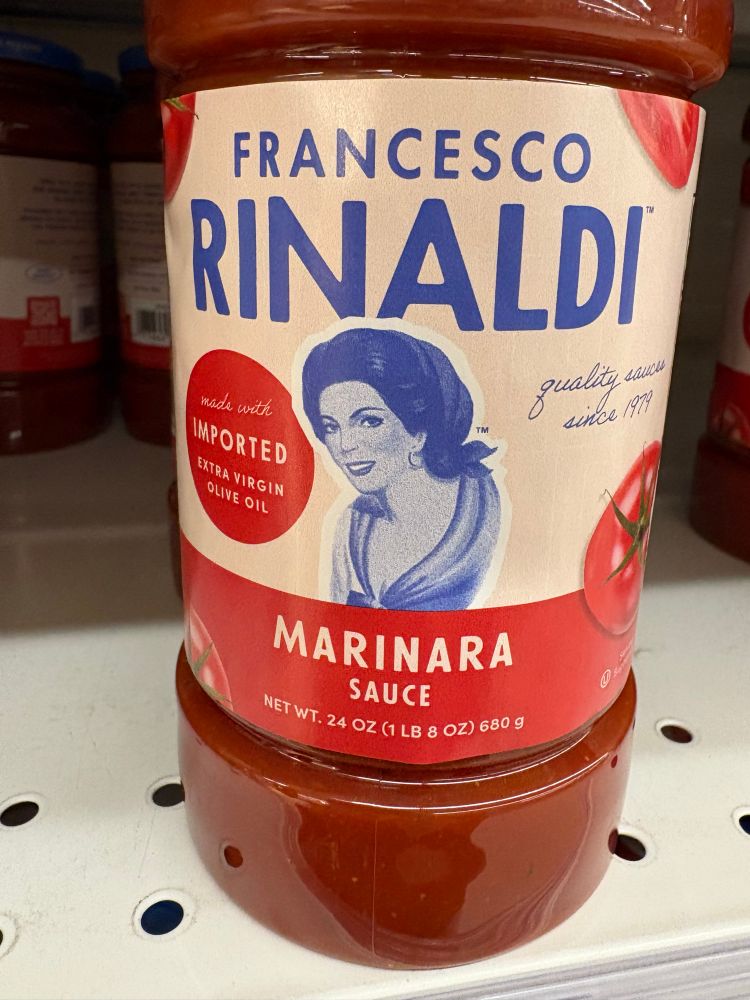 FRANCESCO
RINALDI™
quality sauces
since 1979
made with
IMPORTED
EXTRA VIRGIN
OLIVE OIL
TM
MARINARA
SAUCE
NET WT. 24 OZ (1 LB 8 OZ) 680 g